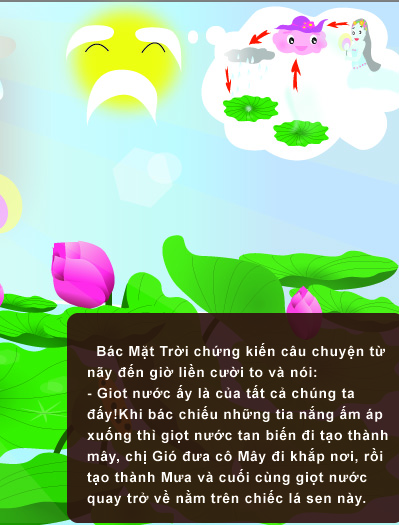 Bác Mặt Trời chứng kiến câu chuyện từ
nãy đến giờ liền cười to và nói:
- Giot nước ấy là của tất cả chúng ta
đấy!Khi bác chiếu những tia nắng ấm áp
xuống thì giọt nước tan biến đi tạo thành
mây, chị Gió đưa cô Mây đi khắp nơi, rồi
tạo thành Mưa và cuối cùng giọt nước
quay trở về nằm trên chiếc lá sen này.